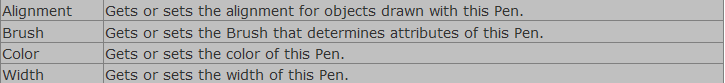 Alignment Gets or sets the alignment for objects drawn with this Pen.
Brush Gets or sets the Brush that determines attributes of this Pen.
Color Gets or sets the color of this Pen.
Width Gets or sets the width of this Pen.